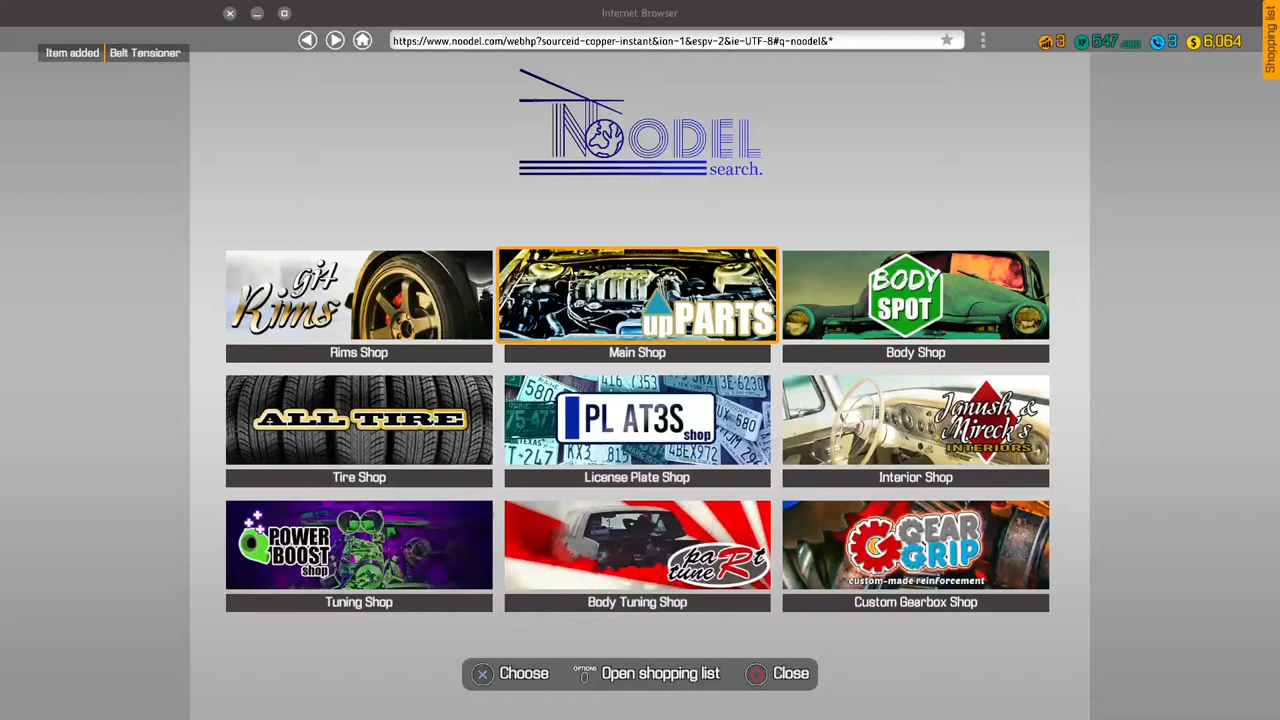 Internet Browser
Shopping list
https://www.noodel.com/webhp?sourceid-copper-instant&ion-1&espv-2&ie-UTF-8#q-noodel&*
3
XP 547
3
$ 6,064
Item added Belt Tensioner
NOODEL
search.
gi4 Rims
upPARTS
BODY SPOT
Rims Shop
Main Shop
Body Shop
ALL TIRE
PL AT3S
shop
Janush & Mireck's
INTERIORS
Tire Shop
License Plate Shop
Interior Shop
POWER BOOST
shop
paRt tune
GEAR GRIP
custom-made reinforcement
Tuning Shop
Body Tuning Shop
Custom Gearbox Shop
Choose
OPTIONS
Open shopping list
Close